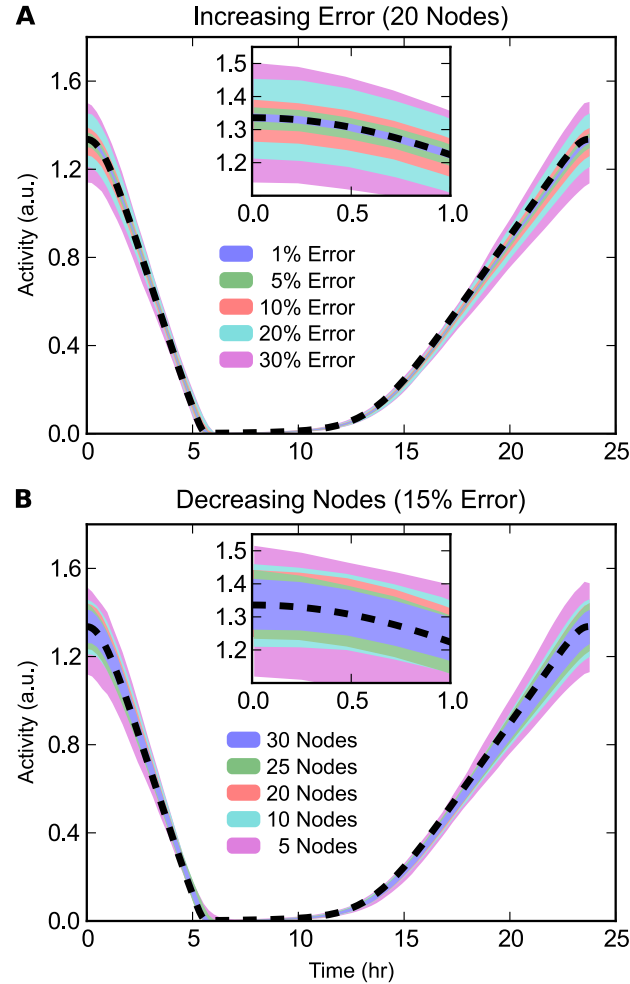 A
Increasing Error (20 Nodes)
Activity (a.u.)
1.6
1.2
0.8
0.4
0.0
1.5
1.4
1.3
1.2
0.0 0.5 1.0
1% Error
5% Error
10% Error
20% Error
30% Error
0 5 10 15 20 25
B
Decreasing Nodes (15% Error)
Activity (a.u.)
1.6
1.2
0.8
0.4
0.0
1.5
1.4
1.3
1.2
0.0 0.5 1.0
30 Nodes
25 Nodes
20 Nodes
10 Nodes
5 Nodes
0 5 10 15 20 25
Time (hr)